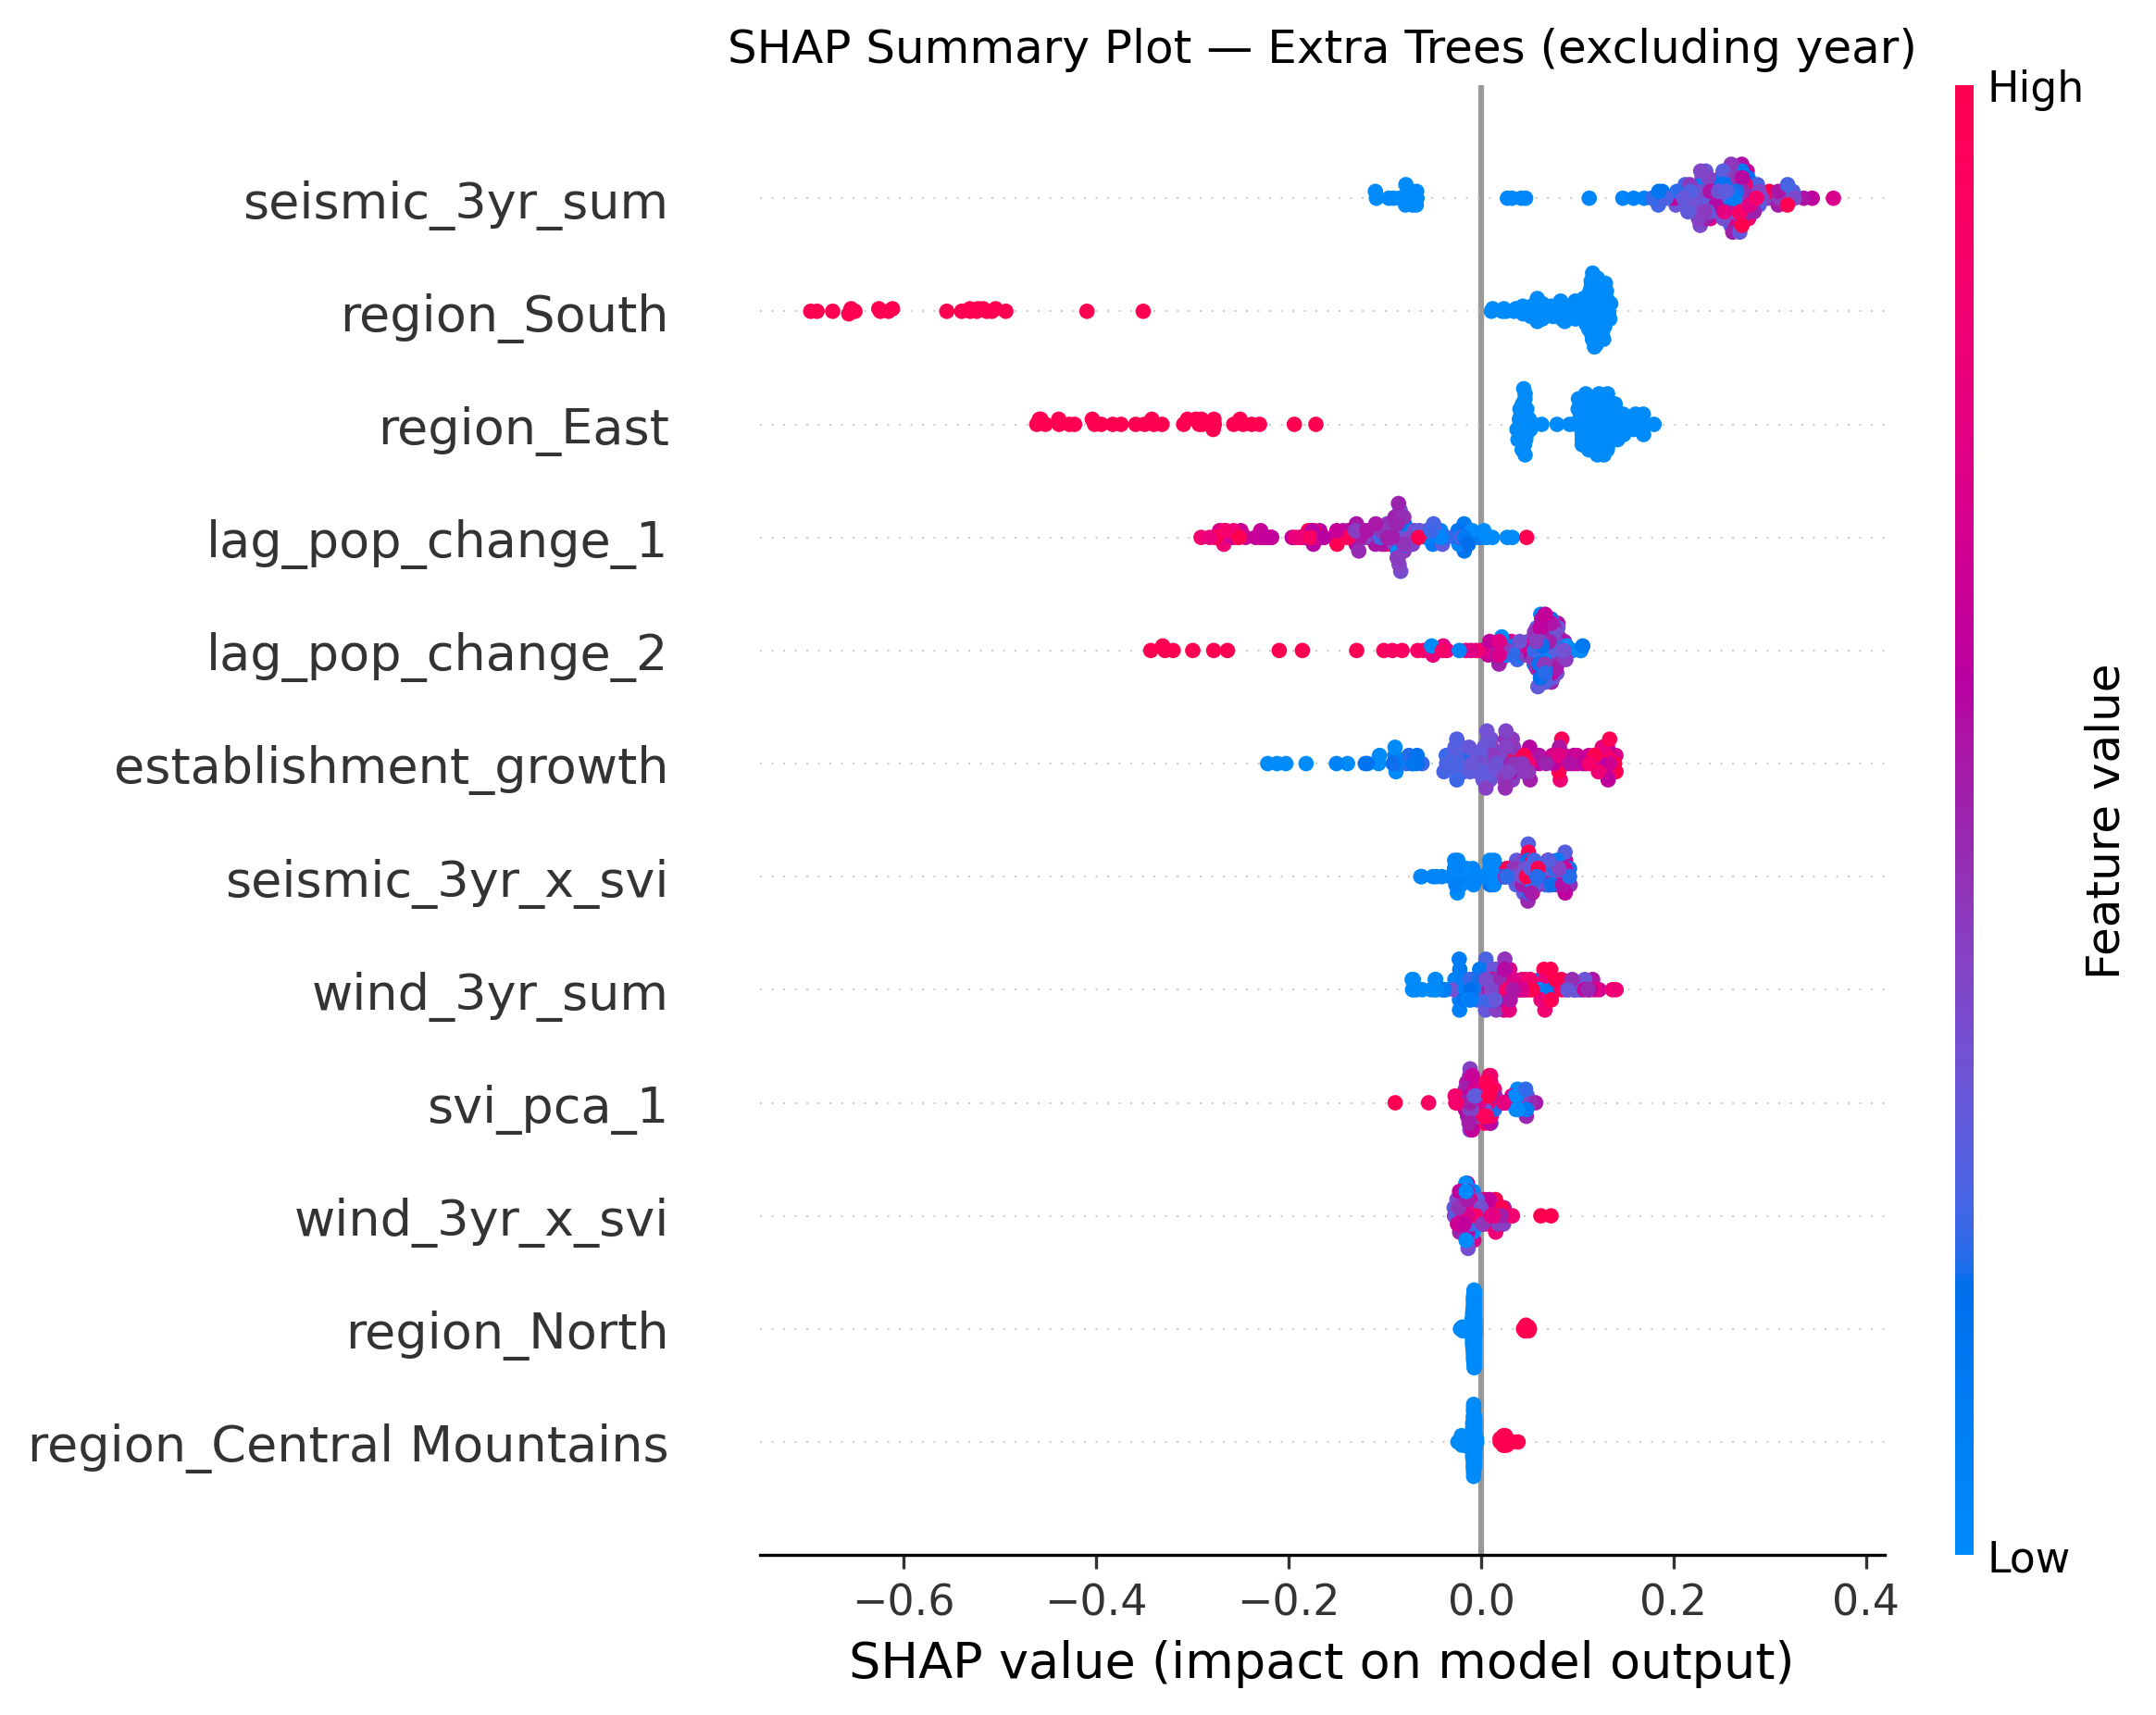 SHAP Summary Plot — Extra Trees (excluding year)
High
seismic_3yr_sum
region_South
region_East
lag_pop_change_1
lag_pop_change_2
establishment_growth
seismic_3yr_x_svi
wind_3yr_sum
svi_pca_1
wind_3yr_x_svi
region_North
region_Central Mountains
Feature value
Low
−0.6 −0.4 −0.2 0.0 0.2 0.4
SHAP value (impact on model output)